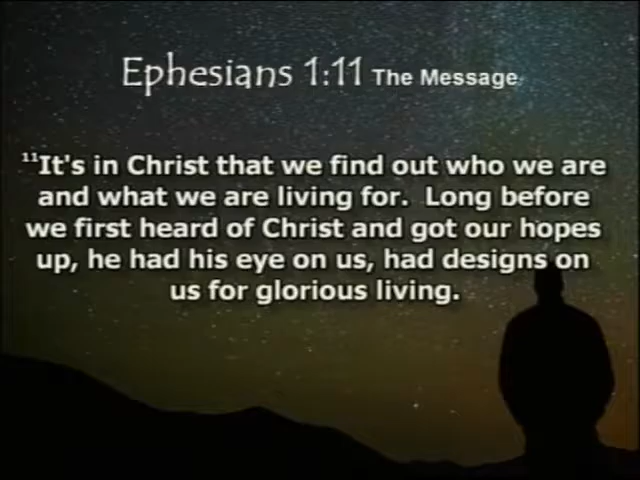 Ephesians 1:11 The Message
¹¹It's in Christ that we find out who we are
and what we are living for.  Long before
we first heard of Christ and got our hopes
up, he had his eye on us, had designs on
us for glorious living.